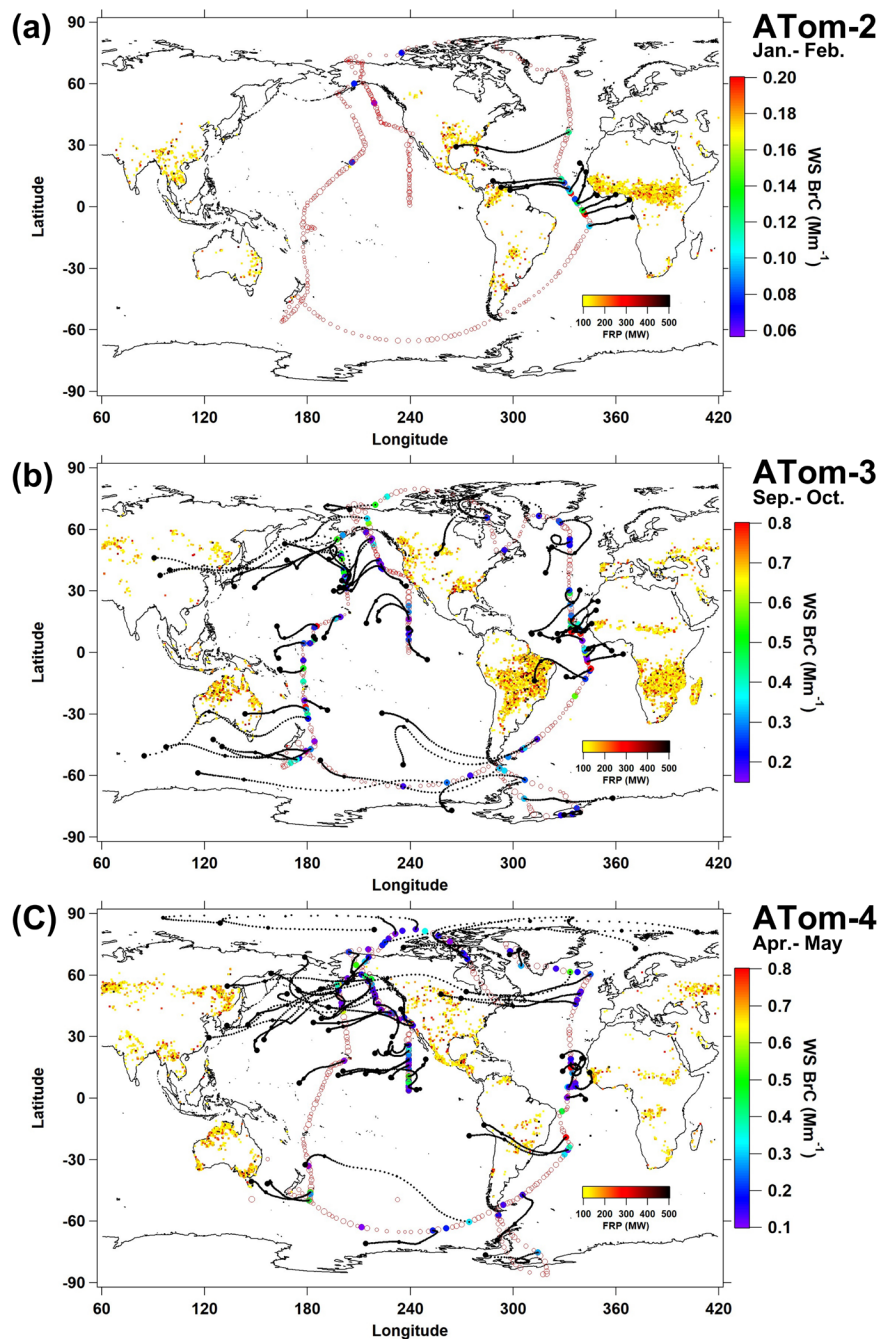 (a)
ATom-2
Jan.- Feb.
90
60
30
0
-30
-60
-90
Latitude
60 120 180 240 300 360 420
Longitude
100 200 300 400 500
FRP (MW)
0.20
0.18
0.16
0.14
0.12
0.10
0.08
0.06
WS BrC (Mm⁻¹)
(b)
ATom-3
Sep.- Oct.
90
60
30
0
-30
-60
-90
Latitude
60 120 180 240 300 360 420
Longitude
100 200 300 400 500
FRP (MW)
0.8
0.7
0.6
0.5
0.4
0.3
0.2
WS BrC (Mm⁻¹)
(C)
ATom-4
Apr.- May
90
60
30
0
-30
-60
-90
Latitude
60 120 180 240 300 360 420
Longitude
100 200 300 400 500
FRP (MW)
0.8
0.7
0.6
0.5
0.4
0.3
0.2
0.1
WS BrC (Mm⁻¹)